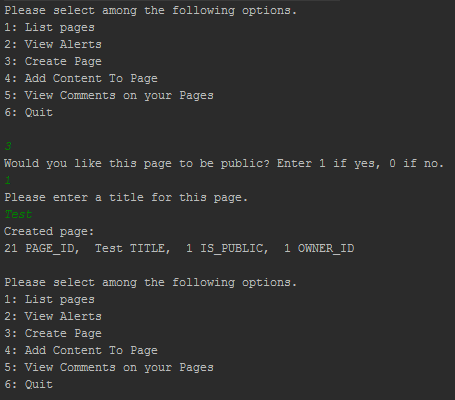 Please select among the following options.
1: List pages
2: View Alerts
3: Create Page
4: Add Content To Page
5: View Comments on your Pages
6: Quit
3
Would you like this page to be public? Enter 1 if yes, 0 if no.
1
Please enter a title for this page.
Test
Created page:
21 PAGE_ID,  Test TITLE,  1 IS_PUBLIC,  1 OWNER_ID
Please select among the following options.
1: List pages
2: View Alerts
3: Create Page
4: Add Content To Page
5: View Comments on your Pages
6: Quit